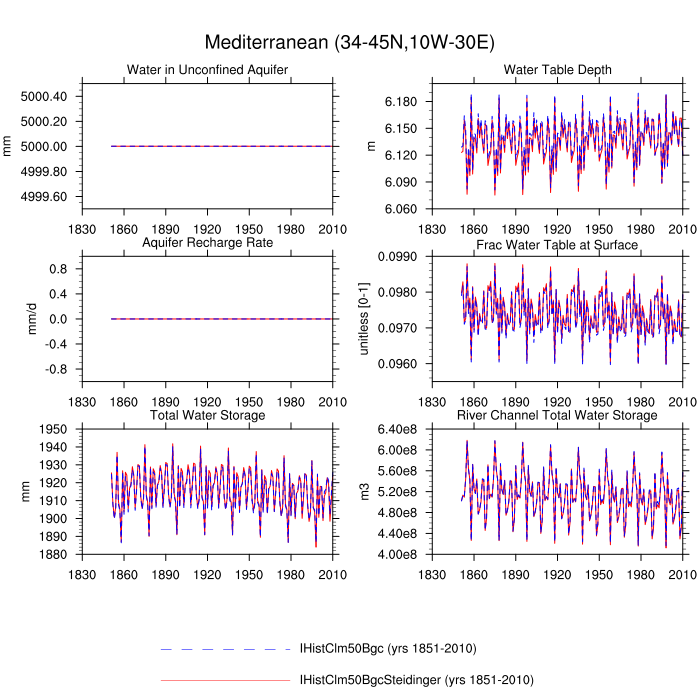 Mediterranean (34-45N,10W-30E)
Water in Unconfined Aquifer
mm
5000.40
5000.20
5000.00
4999.80
4999.60
1830 1860 1890 1920 1950 1980 2010
Water Table Depth
m
6.180
6.150
6.120
6.090
6.060
1830 1860 1890 1920 1950 1980 2010
Aquifer Recharge Rate
mm/d
0.8
0.4
0.0
-0.4
-0.8
1830 1860 1890 1920 1950 1980 2010
Frac Water Table at Surface
unitless [0-1]
0.0990
0.0980
0.0970
0.0960
1830 1860 1890 1920 1950 1980 2010
Total Water Storage
mm
1950
1940
1930
1920
1910
1900
1890
1880
1830 1860 1890 1920 1950 1980 2010
River Channel Total Water Storage
m3
6.40e8
6.00e8
5.60e8
5.20e8
4.80e8
4.40e8
4.00e8
1830 1860 1890 1920 1950 1980 2010
IHistClm50Bgc (yrs 1851-2010)
IHistClm50BgcSteidinger (yrs 1851-2010)